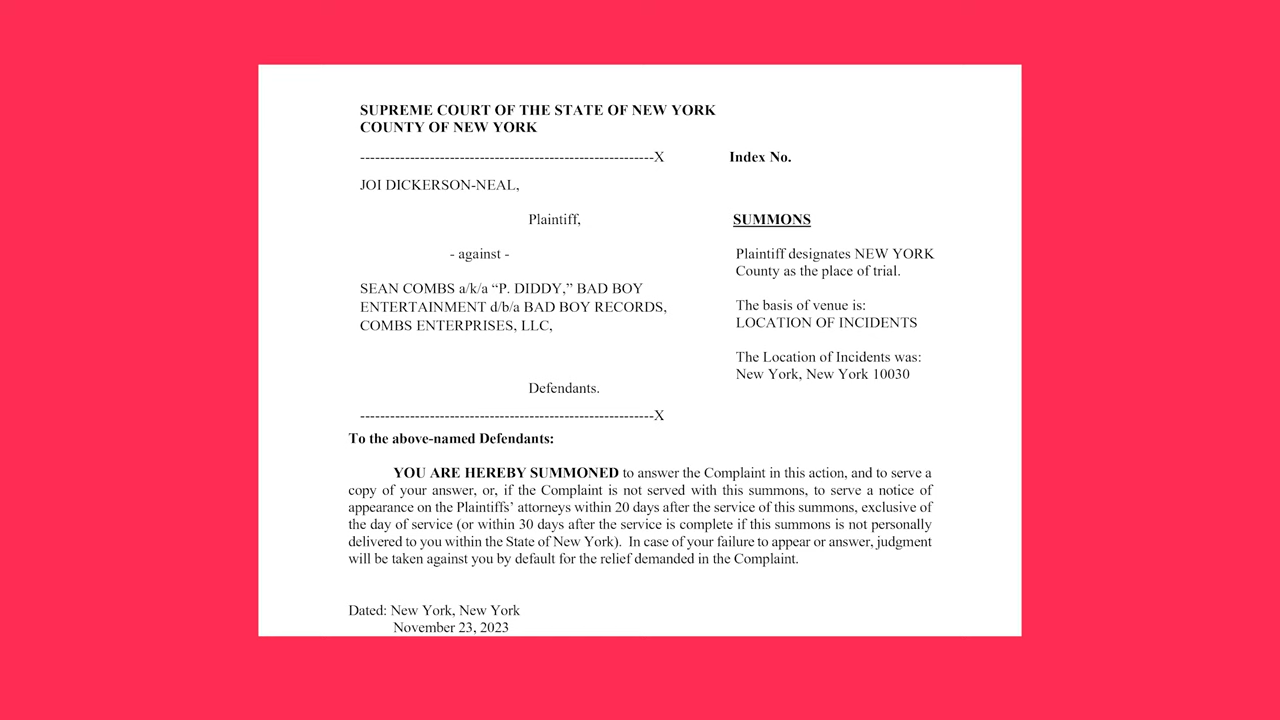 SUPREME COURT OF THE STATE OF NEW YORK
COUNTY OF NEW YORK
-----------------------------------------------------------X
Index No.
JOI DICKERSON-NEAL,
Plaintiff,
SUMMONS
- against -
Plaintiff designates NEW YORK
County as the place of trial.
SEAN COMBS a/k/a “P. DIDDY,” BAD BOY
ENTERTAINMENT d/b/a BAD BOY RECORDS,
COMBS ENTERPRISES, LLC,
The basis of venue is:
LOCATION OF INCIDENTS
The Location of Incidents was:
New York, New York 10030
Defendants.
-----------------------------------------------------------X
To the above-named Defendants:
YOU ARE HEREBY SUMMONED to answer the Complaint in this action, and to serve a
copy of your answer, or, if the Complaint is not served with this summons, to serve a notice of
appearance on the Plaintiffs’ attorneys within 20 days after the service of this summons, exclusive of
the day of service (or within 30 days after the service is complete if this summons is not personally
delivered to you within the State of New York). In case of your failure to appear or answer, judgment
will be taken against you by default for the relief demanded in the Complaint.
Dated: New York, New York
November 23, 2023